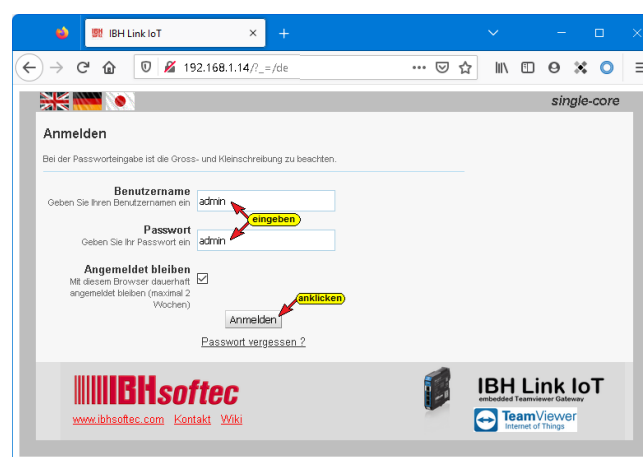 IBH Link IoT
192.168.1.14/?_=/de
single-core
Anmelden
Bei der Passworteingabe ist die Gross- und Kleinschreibung zu beachten.
Benutzername
Geben Sie Ihren Benutzernamen ein
admin
eingeben
Passwort
Geben Sie Ihr Passwort ein
admin
Angemeldet bleiben
Mit diesem Browser dauerhaft
angemeldet bleiben (maximal 2
Wochen)
anklicken
Anmelden
Passwort vergessen ?
IBHsoftec
www.ibhsoftec.com Kontakt Wiki
IBH Link IoT
embedded Teamviewer Gateway
TeamViewer
Internet of Things